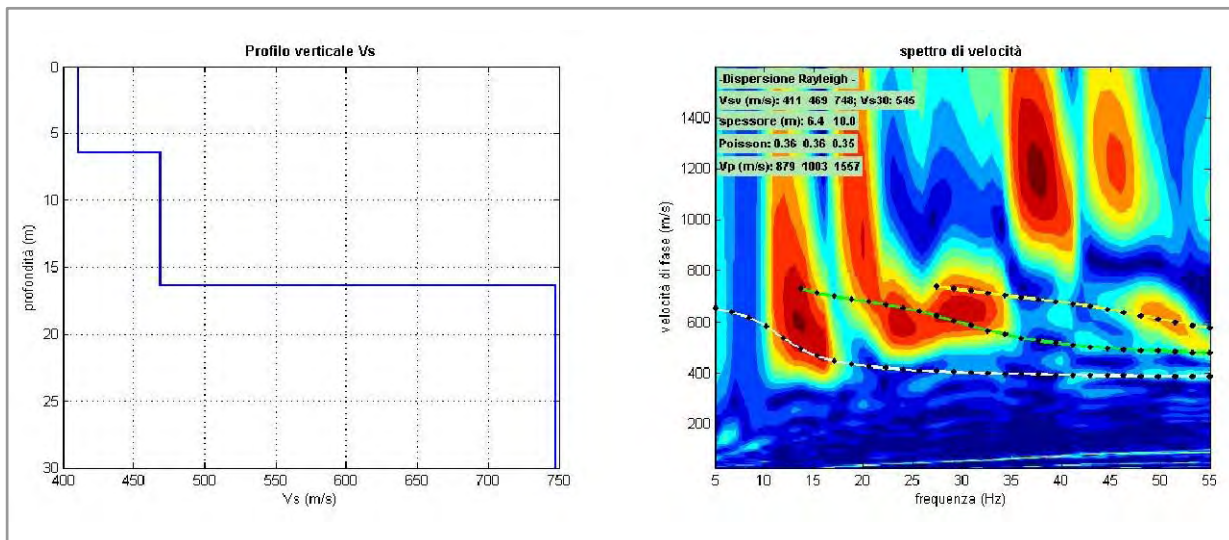 Profilo verticale Vs
0
5
10
15
20
25
30
profondità (m)
400 450 500 550 600 650 700 750
Vs (m/s)
spettro di velocità
-Dispersione Rayleigh -
Vsv (m/s): 411 469 748; Vs30: 545
spessore (m): 6.4 10.0
Poisson: 0.36 0.36 0.35
Vp (m/s): 879 1003 1557
1400
1200
1000
800
600
400
200
velocità di fase (m/s)
5 10 15 20 25 30 35 40 45 50 55
frequenza (Hz)